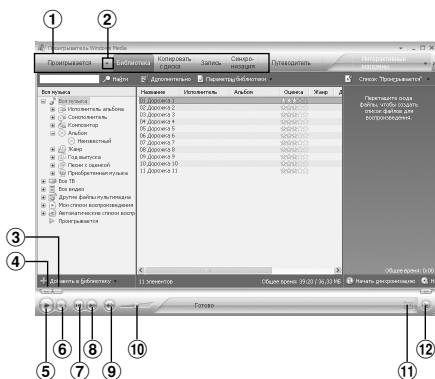 1 2
Проигрыватель Windows Media
Проигрывается Библиотека Копировать с диска Запись Синхро-низация Путеводитель Интерактивные магазины
Найти Дополнительно Параметры библиотеки Список "Проигрывается"
Вся музыка
Вся музыка
Исполнитель альбома
Соисполнитель
Композитор
Альбом
Неизвестный
Жанр
Год выпуска
Песни с оценкой
Приобретенная музыка
Все ТВ
Все видео
Другие файлы мультимедиа
Мои списки воспроизведения
Автоматические списки воспр
Проигрывается
Название Исполнитель Альбом Оценка Жанр Д
01 Дорожка 1
02 Дорожка 2
03 Дорожка 3
04 Дорожка 4
05 Дорожка 5
06 Дорожка 6
07 Дорожка 7
08 Дорожка 8
09 Дорожка 9
10 Дорожка 10
11 Дорожка 11
Перетащите сюда
файлы, чтобы создать
список файлов для
воспроизведения.
Общее время: 0:00
3
4
Добавить в библиотеку 11 элементов Общее время: 39:20 / 36,33 МБ Начать синхронизацию
Готово
5 6 7 8 9 10 11 12